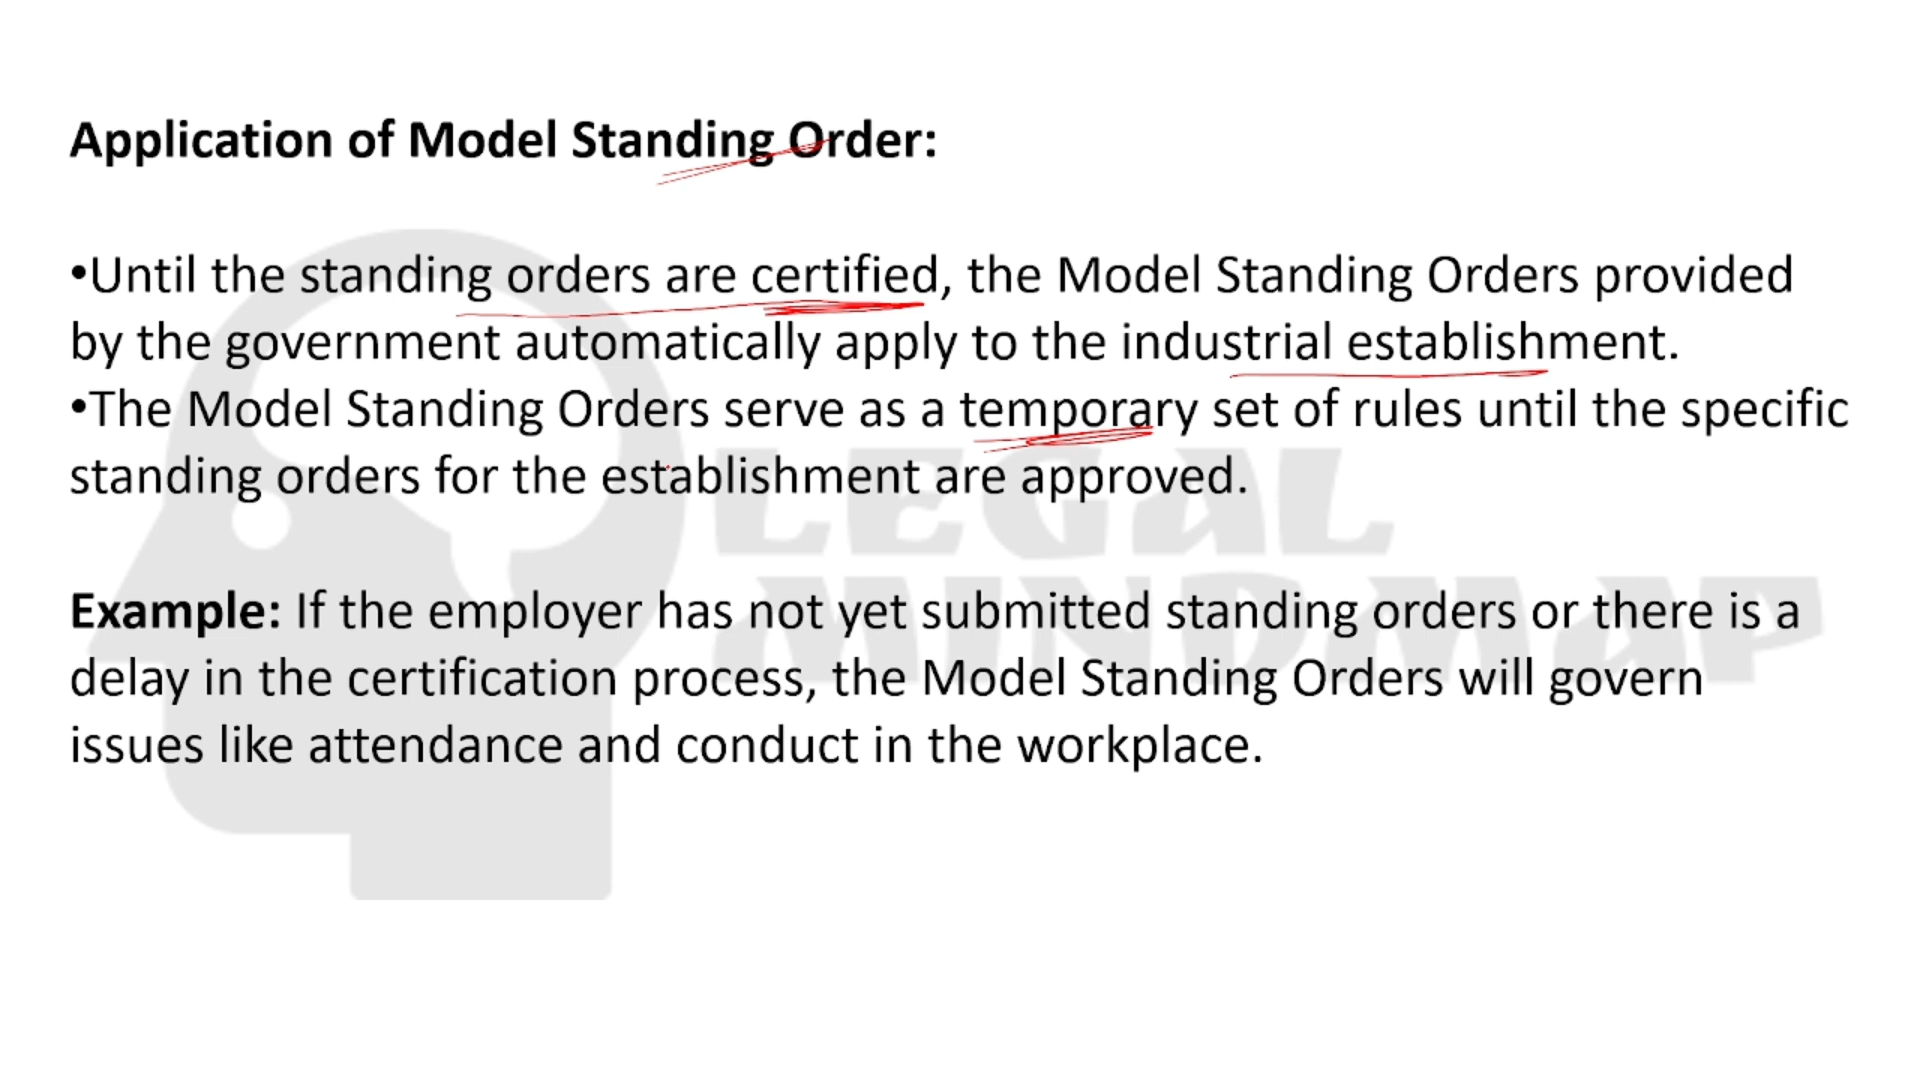 Application of Model Standing Order:
•Until the standing orders are certified, the Model Standing Orders provided
by the government automatically apply to the industrial establishment.
•The Model Standing Orders serve as a temporary set of rules until the specific
standing orders for the establishment are approved.
LEGAL
MINDMAP
Example: If the employer has not yet submitted standing orders or there is a
delay in the certification process, the Model Standing Orders will govern
issues like attendance and conduct in the workplace.